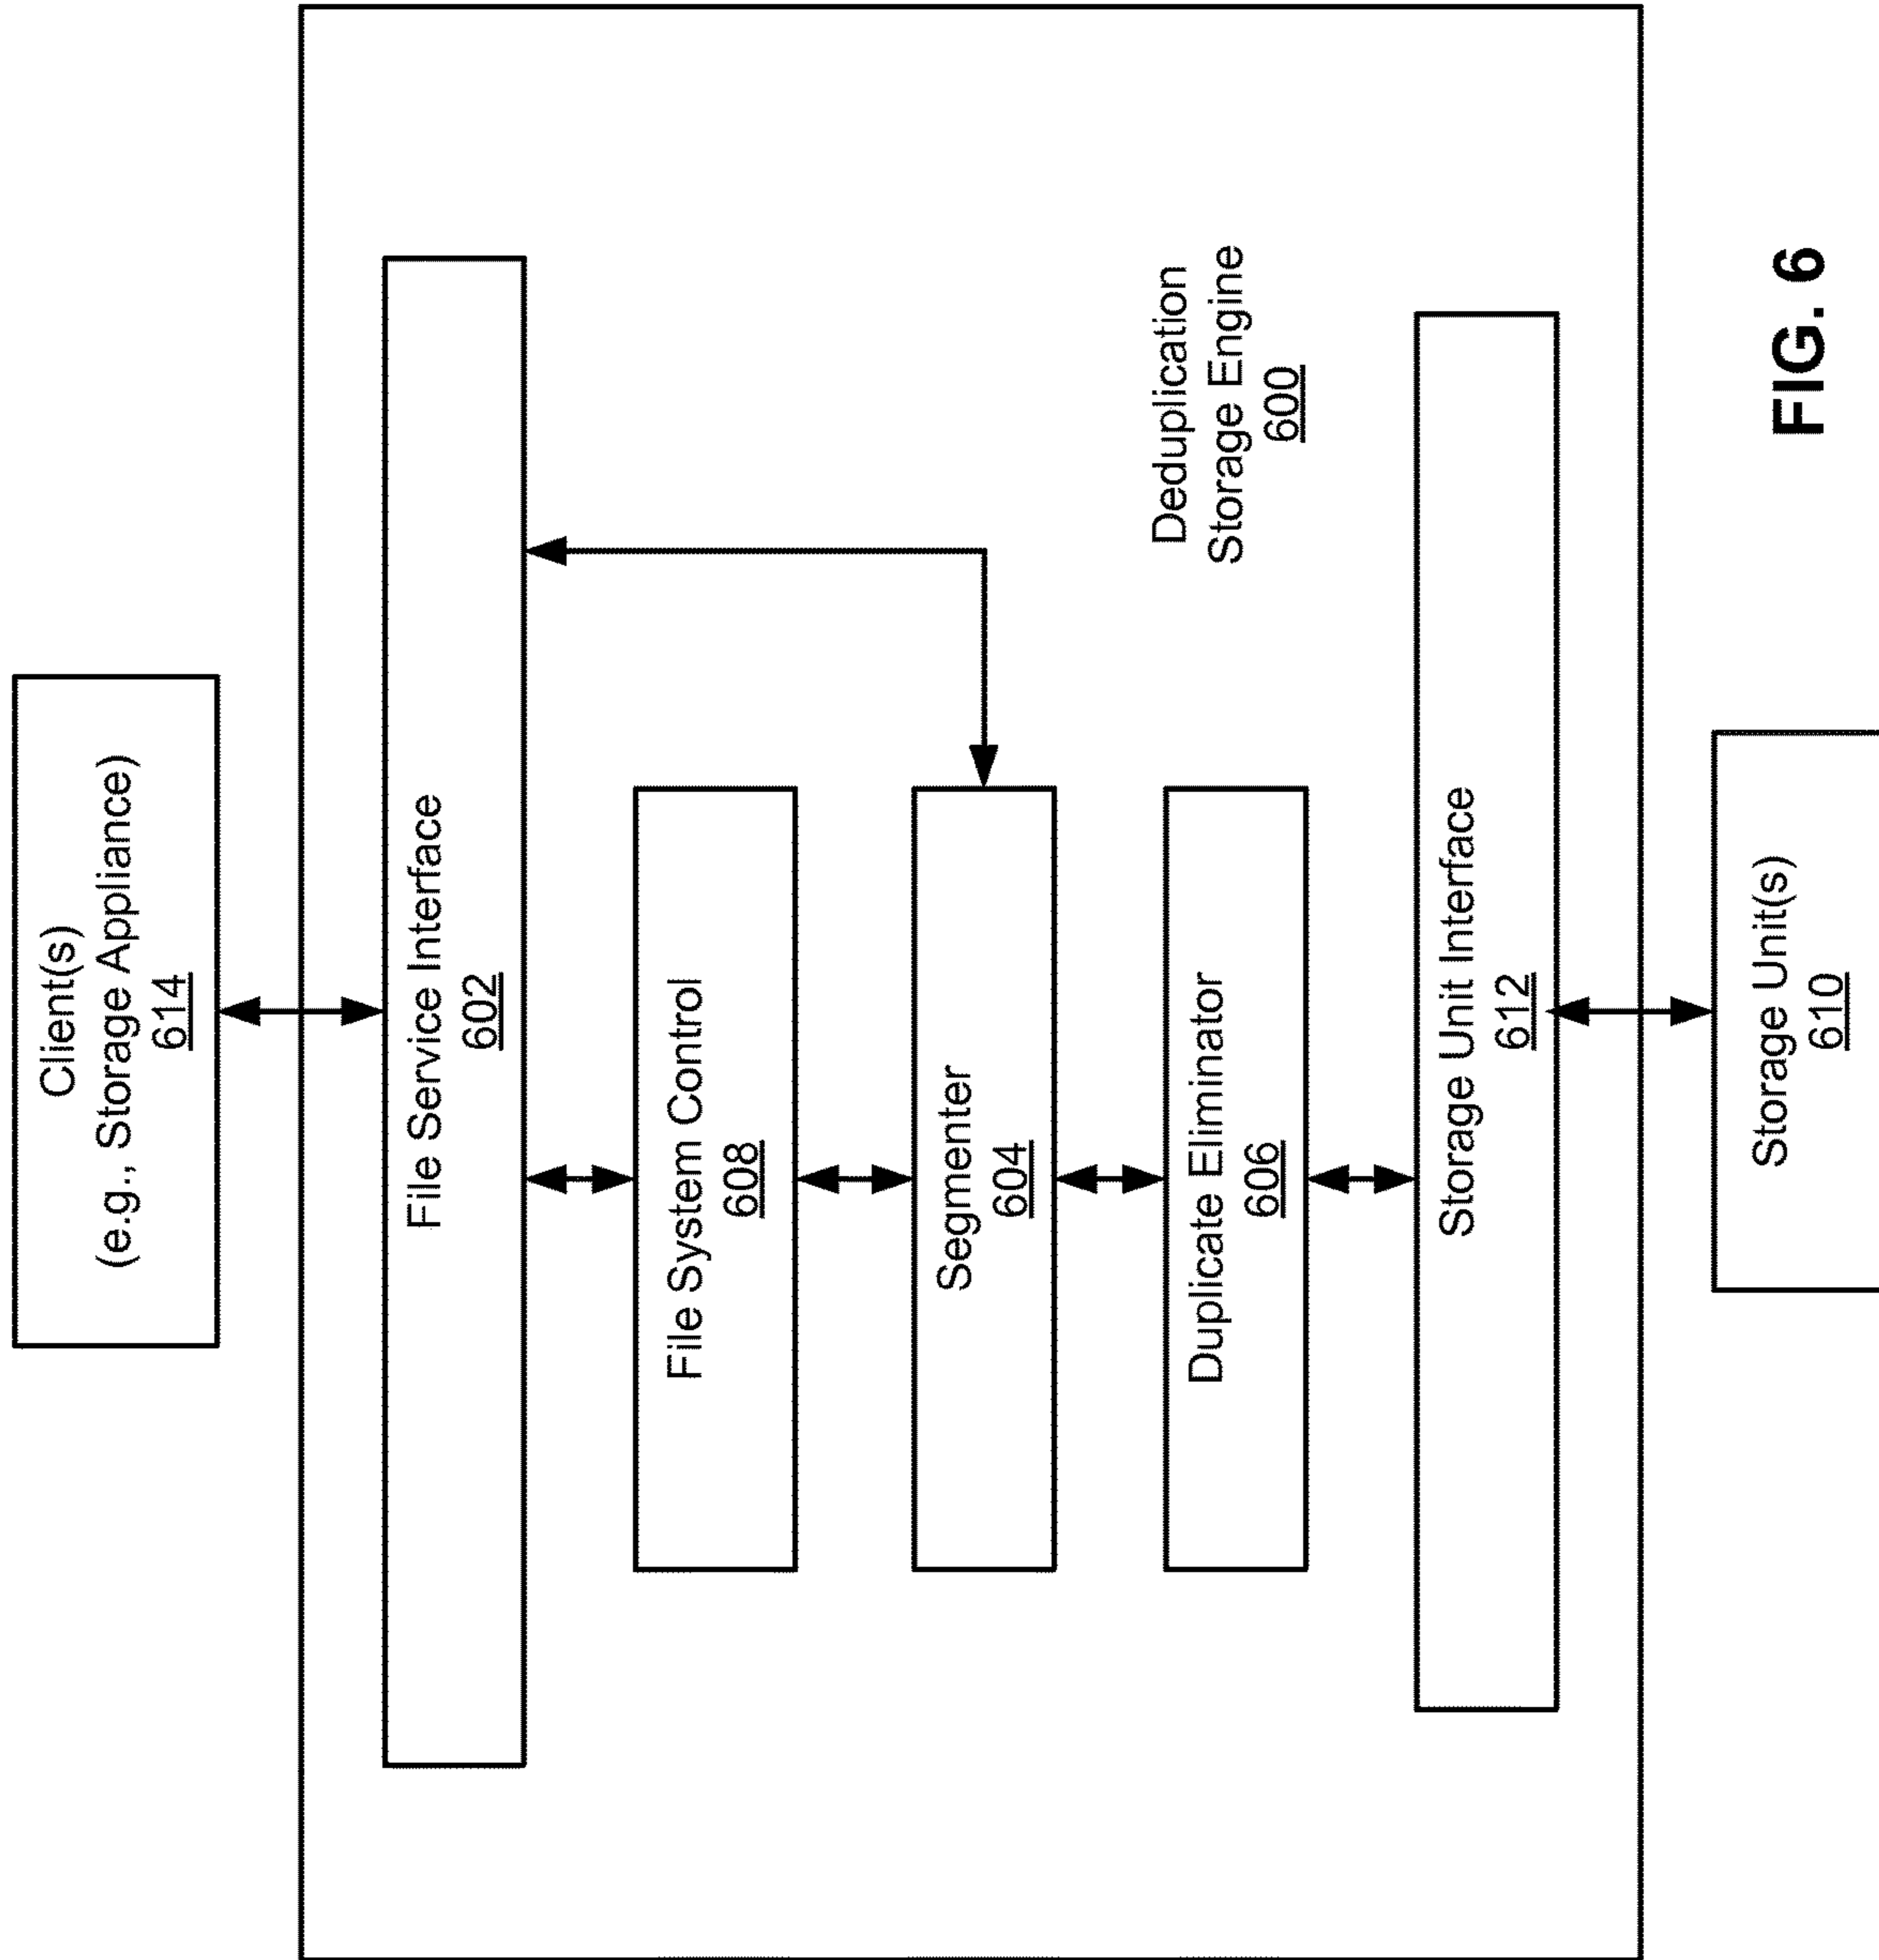 Client(s)
(e.g., Storage Appliance)
614
File Service Interface
602
File System Control
608
Segmenter
604
Duplicate Eliminator
606
Deduplication
Storage Engine
600
Storage Unit Interface
612
Storage Unit(s)
610
FIG. 6